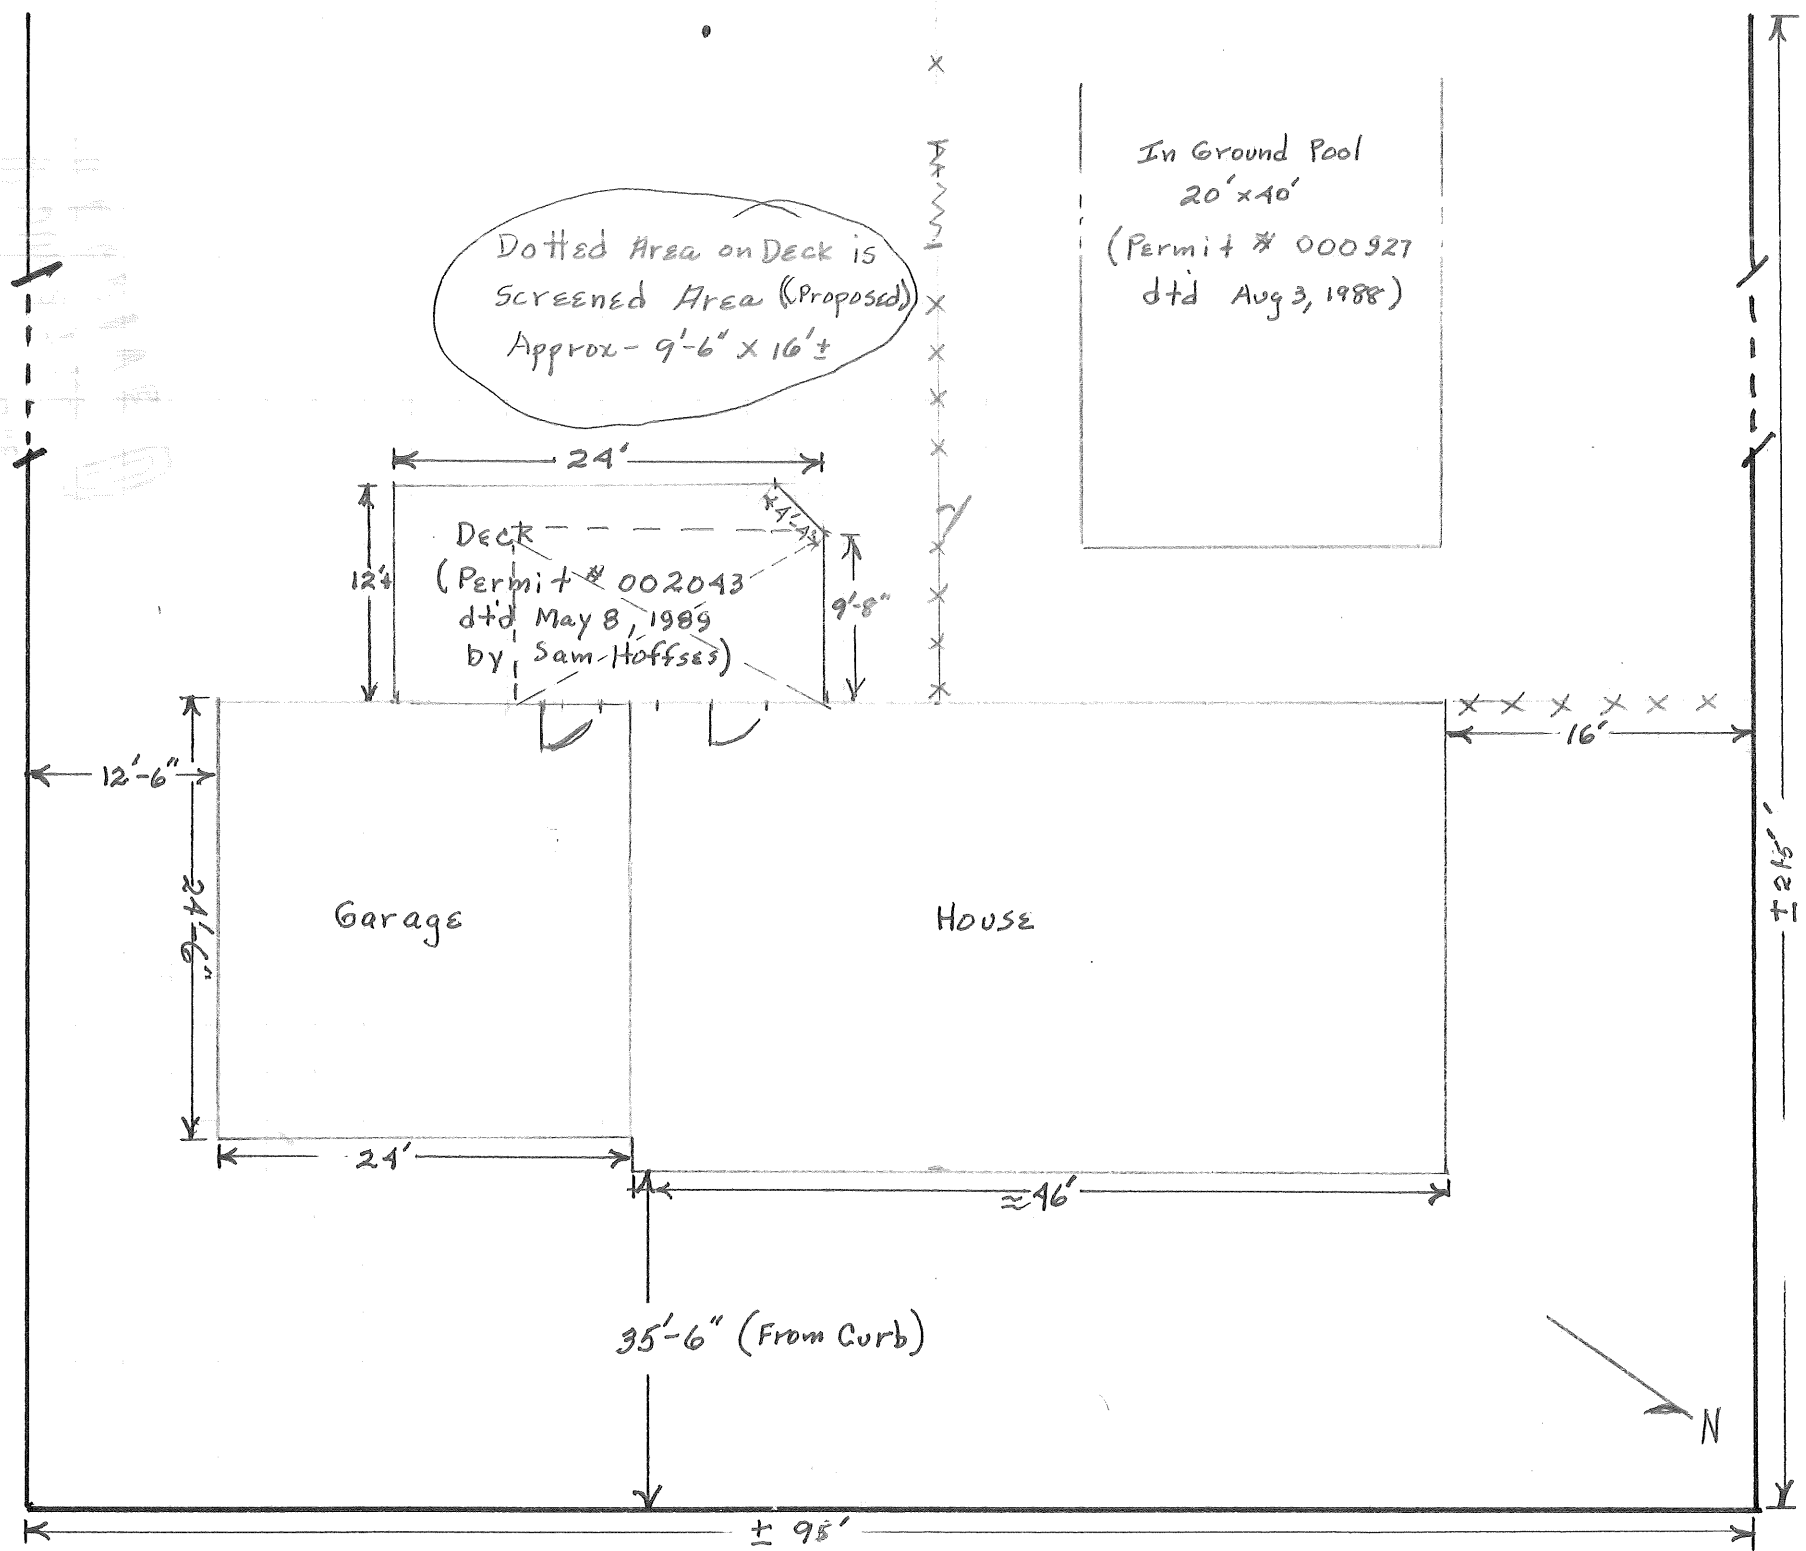 In Ground Pool
20'x40'
(Permit # 000927
dtd Aug 3, 1988)
Dotted Area on Deck is
Screened Area (Proposed)
Approx- 9'-6" x 16' ±
24'
4'-4"
Deck
(Permit # 002043
dtd May 8, 1989
by Sam Hoffses)
12'±
9'-8"
16'
12'-6"
24'-6"
± 215'
Garage
House
24'
≈46'
35'-6" (From Curb)
N
± 95'